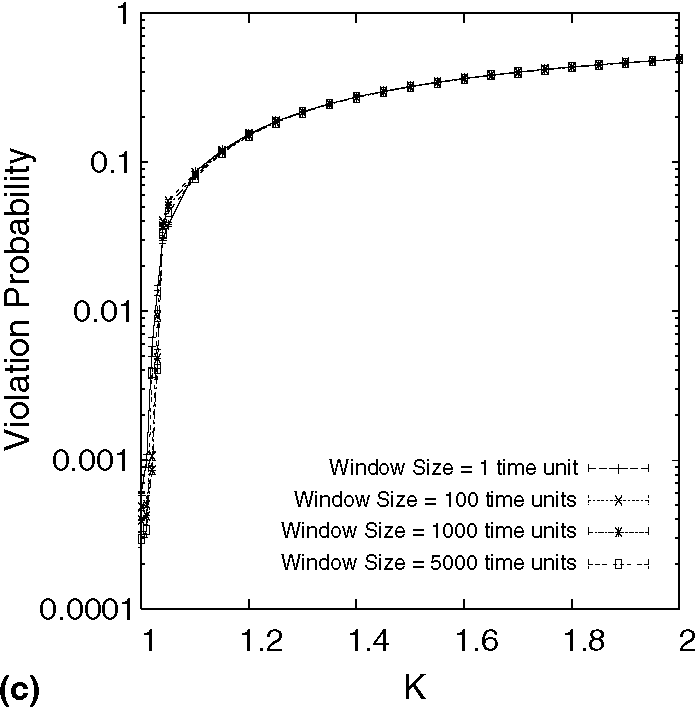 1
0.1
0.01
0.001
0.0001
Violation Probability
Window Size = 1 time unit
Window Size = 100 time units
Window Size = 1000 time units
Window Size = 5000 time units
1 1.2 1.4 1.6 1.8 2
(c) K